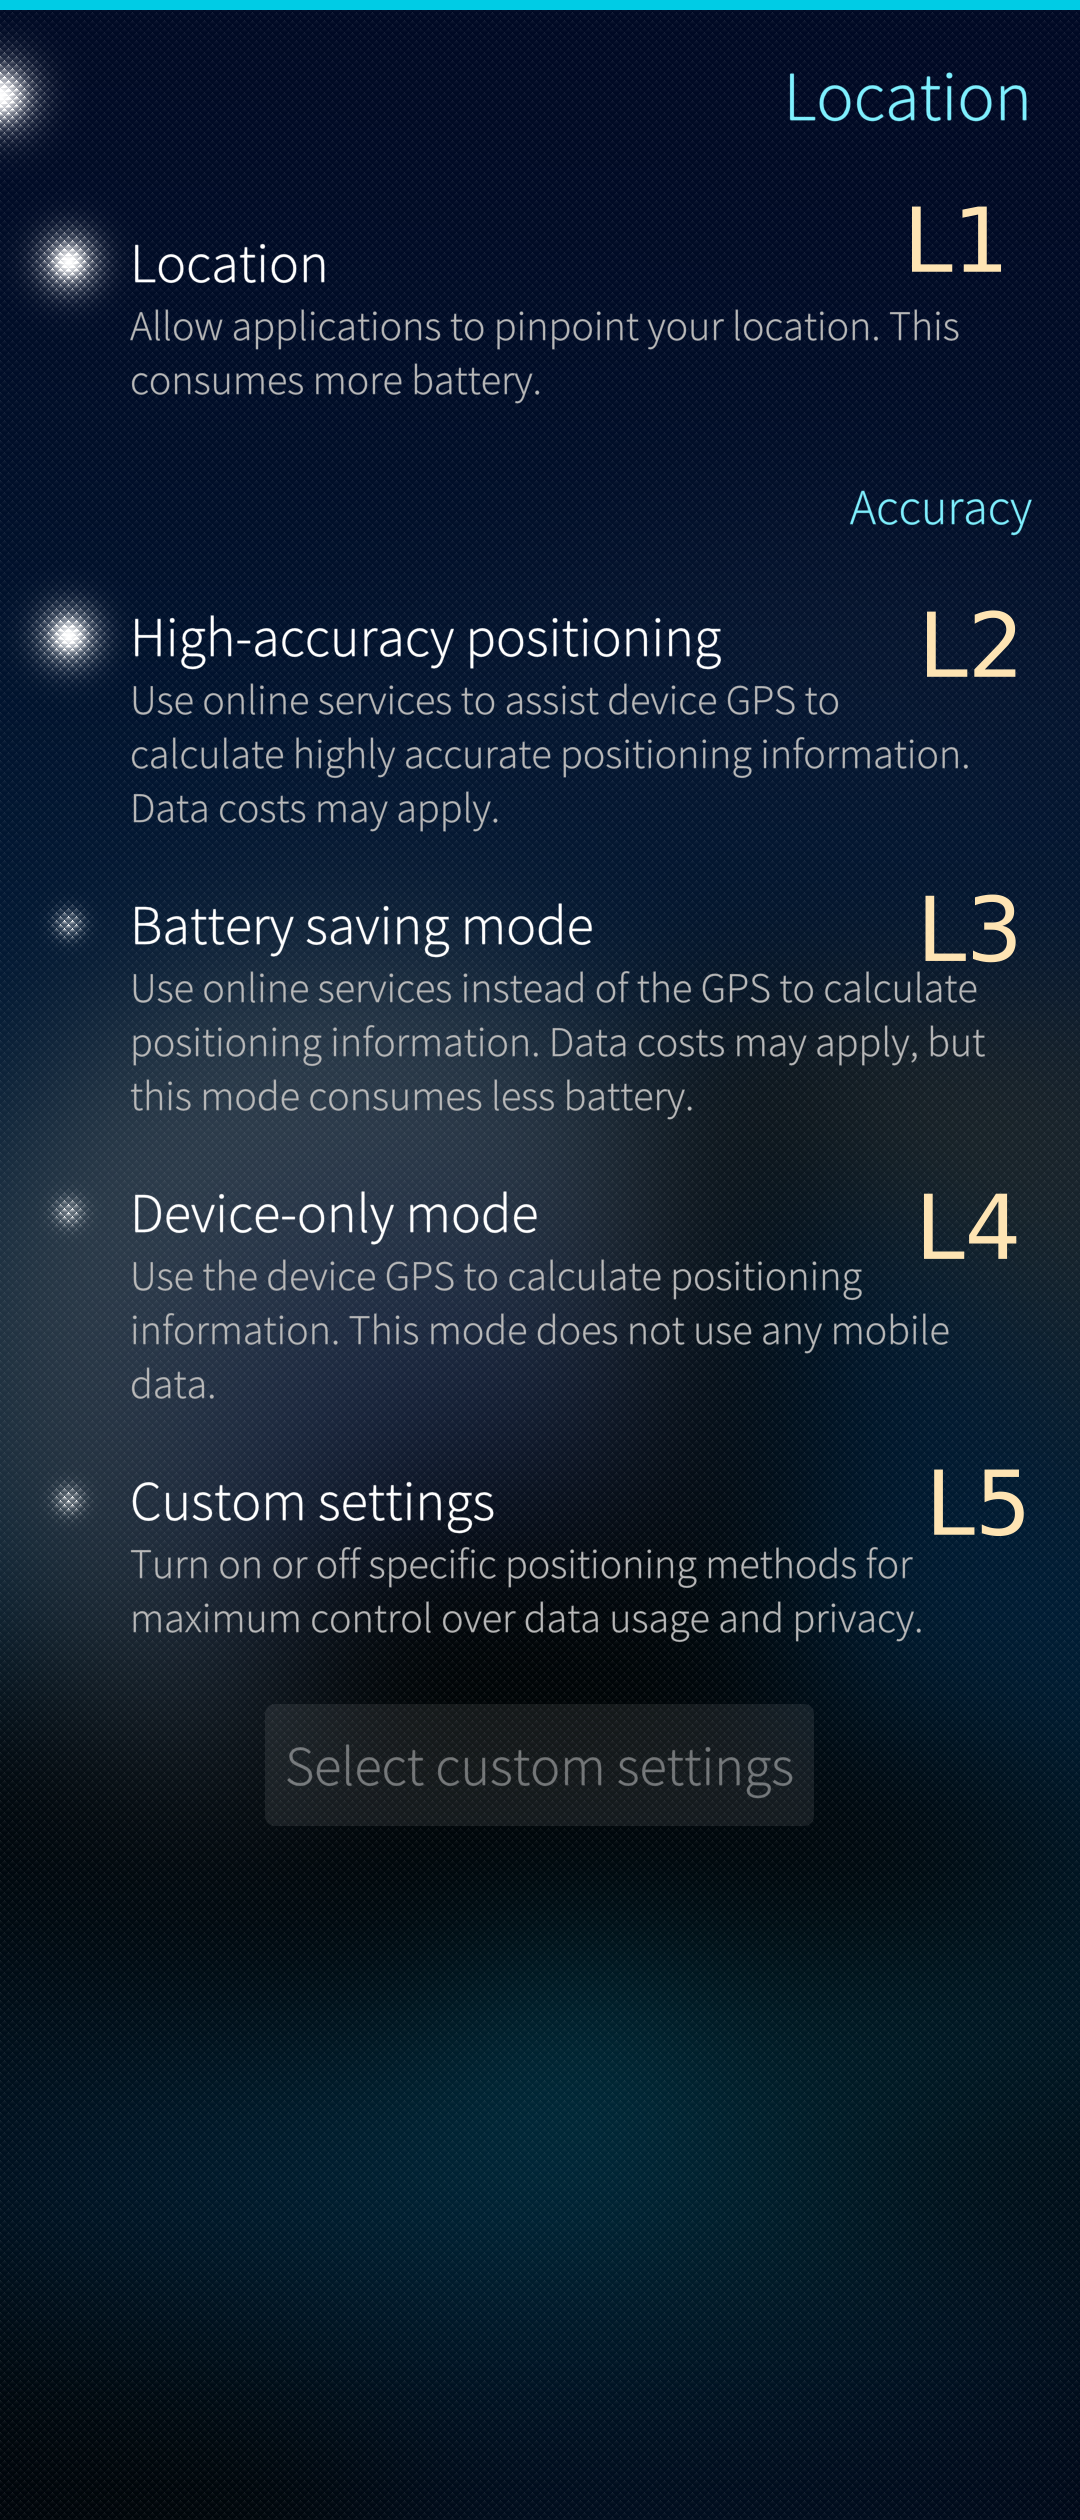 Location
L1
Location
Allow applications to pinpoint your location. This
consumes more battery.
Accuracy
High-accuracy positioning
L2
Use online services to assist device GPS to
calculate highly accurate positioning information.
Data costs may apply.
Battery saving mode
L3
Use online services instead of the GPS to calculate
positioning information. Data costs may apply, but
this mode consumes less battery.
Device-only mode
L4
Use the device GPS to calculate positioning
information. This mode does not use any mobile
data.
Custom settings
L5
Turn on or off specific positioning methods for
maximum control over data usage and privacy.
Select custom settings